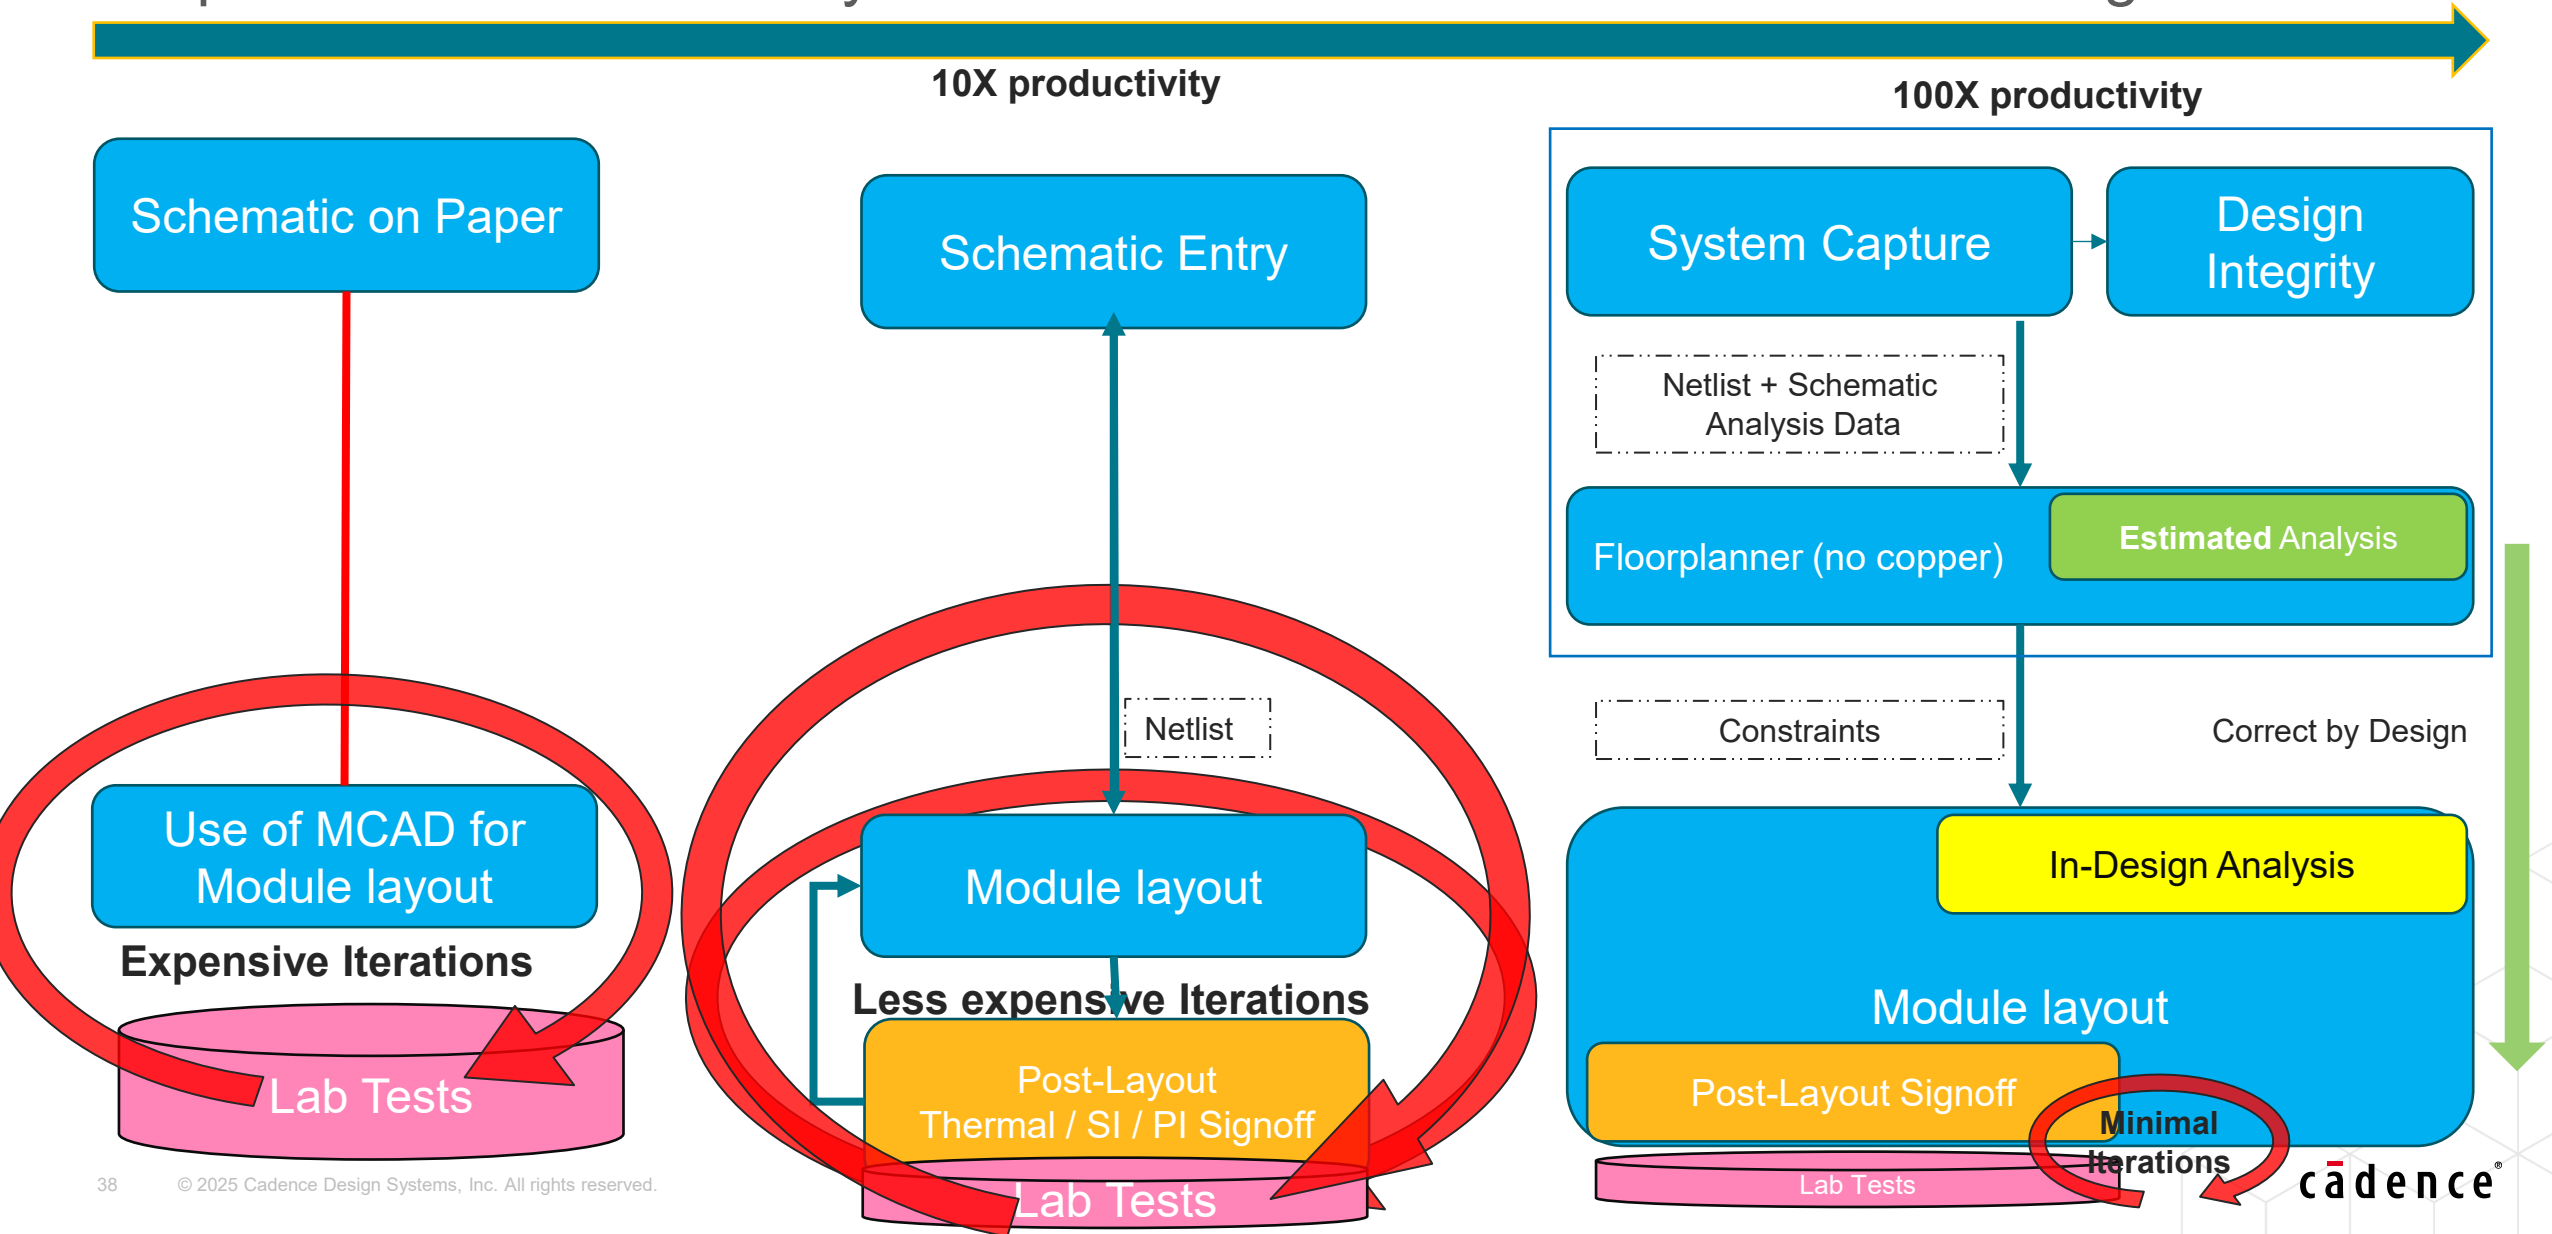 10X productivity
100X productivity
Schematic on Paper
Use of MCAD for
Module layout
Expensive Iterations
Lab Tests
Schematic Entry
Netlist
Module layout
Less expensive Iterations
Post-Layout
Thermal / SI / PI Signoff
Lab Tests
System Capture
Design
Integrity
Netlist + Schematic
Analysis Data
Floorplanner (no copper)
Estimated Analysis
Constraints
Correct by Design
In-Design Analysis
Module layout
Post-Layout Signoff
Minimal
Iterations
Lab Tests
38
© 2025 Cadence Design Systems, Inc. All rights reserved.
cādence®